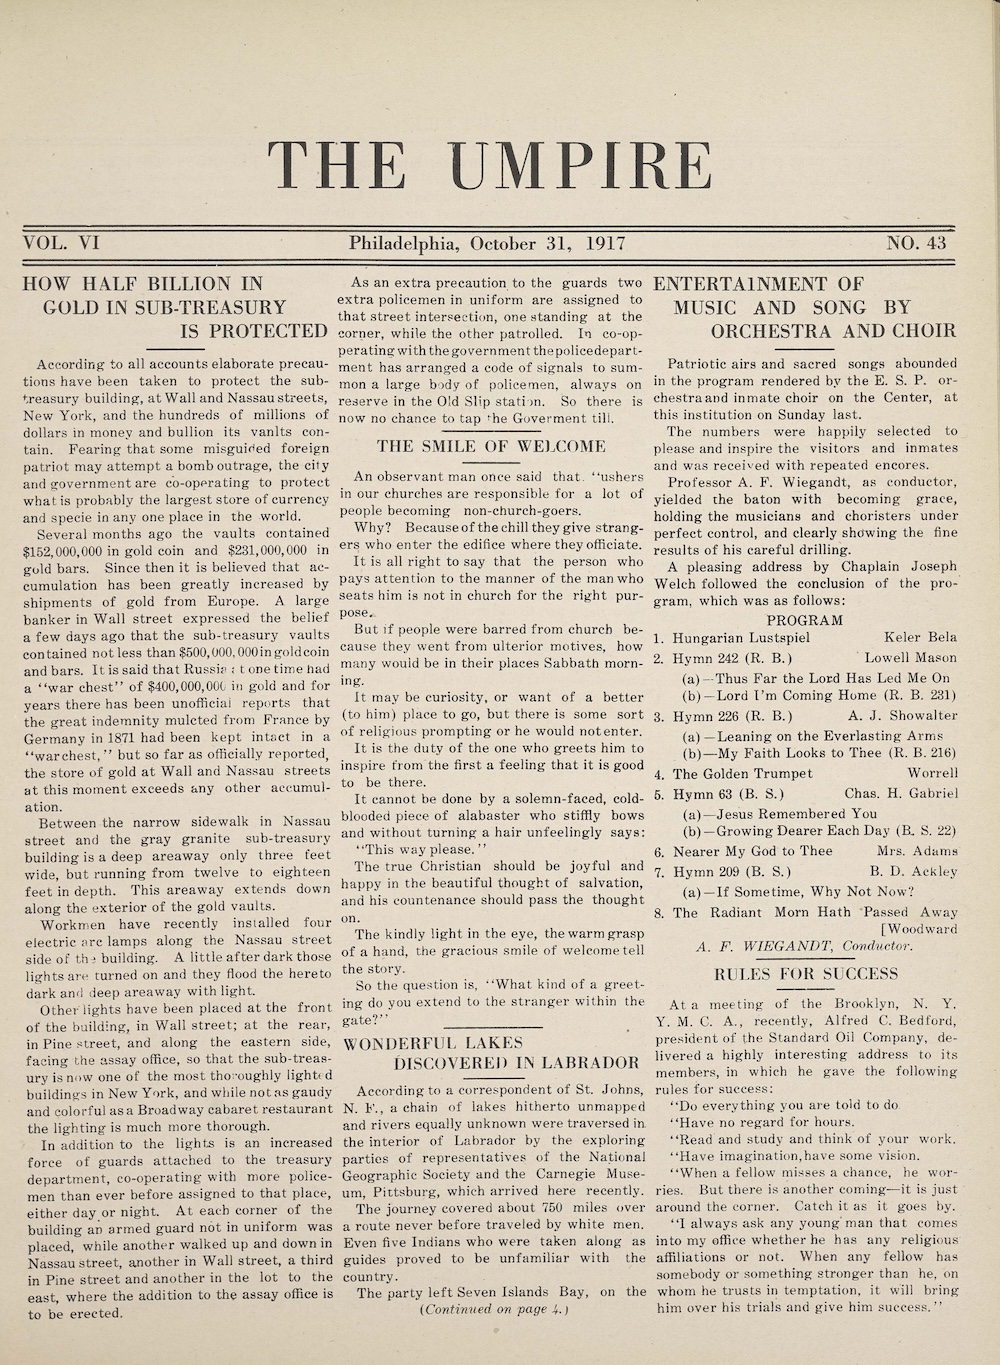 THE UMPIRE
VOL. VI
Philadelphia, October 31, 1917
NO. 43
HOW HALF BILLION IN
GOLD IN SUB-TREASURY
IS PROTECTED
According to all accounts elaborate precau-
tions have been taken to protect the sub-
treasury building, at Wall and Nassau streets,
New York, and the hundreds of millions of
dollars in money and bullion its vanlts con-
tain. Fearing that some misguided foreign
patriot may attempt a bomb outrage, the city
and government are co-operating to protect
what is probably the largest store of currency
and specie in any one place in the world.
Several months ago the vaults contained
$152,000,000 in gold coin and $231,000,000 in
gold bars. Since then it is believed that ac-
cumulation has been greatly increased by
shipments of gold from Europe. A large
banker in Wall street expressed the belief
a few days ago that the sub-treasury vaults
contained not less than $500,000,000 in gold coin
and bars. It is said that Russia at one time had
a "war chest" of $400,000,000 in gold and for
years there has been unofficial reports that
the great indemnity mulcted from France by
Germany in 1871 had been kept intact in a
"warchest," but so far as officially reported,
the store of gold at Wall and Nassau streets
at this moment exceeds any other accumul-
ation.
Between the narrow sidewalk in Nassau
street and the gray granite sub-treasury
building is a deep areaway only three feet
wide, but running from twelve to eighteen
feet in depth. This areaway extends down
along the exterior of the gold vaults.
Workmen have recently installed four
electric arc lamps along the Nassau street
side of the building. A little after dark those
lights are turned on and they flood the hereto
dark and deep areaway with light.
Other lights have been placed at the front
of the building, in Wall street; at the rear,
in Pine street, and along the eastern side,
facing the assay office, so that the sub-treas-
ury is now one of the most thoroughly lighted
buildings in New York, and while not as gaudy
and colorful as a Broadway cabaret restaurant
the lighting is much more thorough.
In addition to the lights is an increased
force of guards attached to the treasury
department, co-operating with more police-
men than ever before assigned to that place,
either day or night. At each corner of the
building an armed guard not in uniform was
placed, while another walked up and down in
Nassau street, another in Wall street, a third
in Pine street and another in the lot to the
east, where the addition to the assay office is
to be erected.
As an extra precaution to the guards two
extra policemen in uniform are assigned to
that street intersection, one standing at the
corner, while the other patrolled. In co-op-
perating with the government the police depart-
ment has arranged a code of signals to sum-
mon a large body of policemen, always on
reserve in the Old Slip station. So there is
now no chance to tap the Goverment till.
THE SMILE OF WELCOME
An observant man once said that. "ushers
in our churches are responsible for a lot of
people becoming non-church-goers.
Why? Because of the chill they give strang-
ers who enter the edifice where they officiate.
It is all right to say that the person who
pays attention to the manner of the man who
seats him is not in church for the right pur-
pose.
But if people were barred from church be-
cause they went from ulterior motives, how
many would be in their places Sabbath morn-
ing.
It may be curiosity, or want of a better
(to him) place to go, but there is some sort
of religious prompting or he would not enter.
It is the duty of the one who greets him to
inspire from the first a feeling that it is good
to be there.
It cannot be done by a solemn-faced, cold-
blooded piece of alabaster who stiffly bows
and without turning a hair unfeelingly says:
"This way please."
The true Christian should be joyful and
happy in the beautiful thought of salvation,
and his countenance should pass the thought
on.
The kindly light in the eye, the warm grasp
of a hand, the gracious smile of welcome tell
the story.
So the question is, "What kind of a greet-
ing do you extend to the stranger within the
gate?"
WONDERFUL LAKES
DISCOVERED IN LABRADOR
According to a correspondent of St. Johns,
N. F., a chain of lakes hitherto unmapped
and rivers equally unknown were traversed in
the interior of Labrador by the exploring
parties of representatives of the National
Geographic Society and the Carnegie Muse-
um, Pittsburg, which arrived here recently.
The journey covered about 750 miles over
a route never before traveled by white men.
Even five Indians who were taken along as
guides proved to be unfamiliar with the
country.
The party left Seven Islands Bay, on the
(Continued on page 4.)
ENTERTA1NMENT OF
MUSIC AND SONG BY
ORCHESTRA AND CHOIR
Patriotic airs and sacred songs abounded
in the program rendered by the E. S. P. or-
chestra and inmate choir on the Center, at
this institution on Sunday last.
The numbers were happily selected to
please and inspire the visitors and inmates
and was received with repeated encores.
Professor A. F. Wiegandt, as conductor,
yielded the baton with becoming grace,
holding the musicians and choristers under
perfect control, and clearly showing the fine
results of his careful drilling.
A pleasing address by Chaplain Joseph
Welch followed the conclusion of the pro-
gram, which was as follows:
PROGRAM
1. Hungarian Lustspiel Keler Bela
2. Hymn 242 (R. B.) Lowell Mason
(a)—Thus Far the Lord Has Led Me On
(b)—Lord I'm Coming Home (R. B. 231)
3. Hymn 226 (R. B.) A. J. Showalter
(a)—Leaning on the Everlasting Arms
(b)—My Faith Looks to Thee (R. B. 216)
4. The Golden Trumpet Worrell
5. Hymn 63 (B. S.) Chas. H. Gabriel
(a)—Jesus Remembered You
(b)—Growing Dearer Each Day (B. S. 22)
6. Nearer My God to Thee Mrs. Adams
7. Hymn 209 (B. S.) B. D. Ackley
(a)—If Sometime, Why Not Now?
8. The Radiant Morn Hath Passed Away
[Woodward
A. F. WIEGANDT, Conductor.
RULES FOR SUCCESS
At a meeting of the Brooklyn, N. Y.
Y. M. C. A., recently, Alfred C. Bedford,
president of the Standard Oil Company, de-
livered a highly interesting address to its
members, in which he gave the following
rules for success:
"Do everything you are told to do
"Have no regard for hours.
"Read and study and think of your work.
"Have imagination, have some vision.
"When a fellow misses a chance, he wor-
ries. But there is another coming—it is just
around the corner. Catch it as it goes by.
"I always ask any young man that comes
into my office whether he has any religious
affiliations or not. When any fellow has
somebody or something stronger than he, on
whom he trusts in temptation, it will bring
him over his trials and give him success."